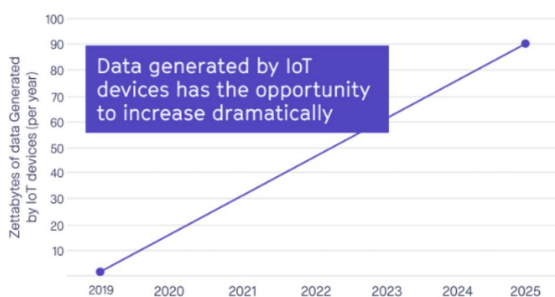 100
90
80
70
60
50
40
30
20
10
Zettabytes of data Generated
by IoT devices (per year)
Data generated by IoT
devices has the opportunity
to increase dramatically
2019 2020 2021 2022 2023 2024 2025